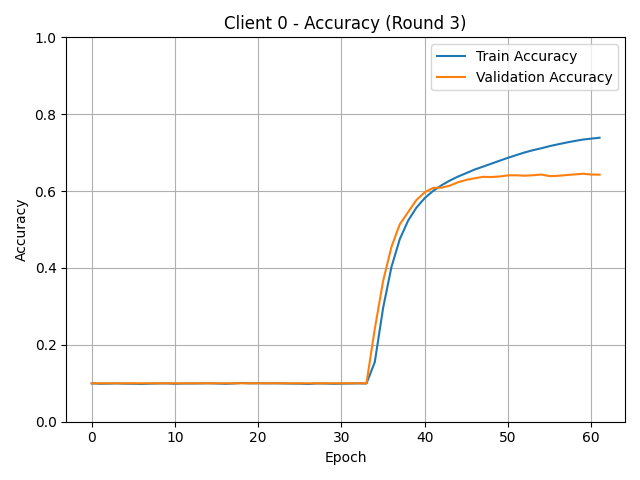 Client 0 - Accuracy (Round 3)
Train Accuracy
Validation Accuracy
Accuracy
1.0
0.8
0.6
0.4
0.2
0.0
0 10 20 30 40 50 60
Epoch